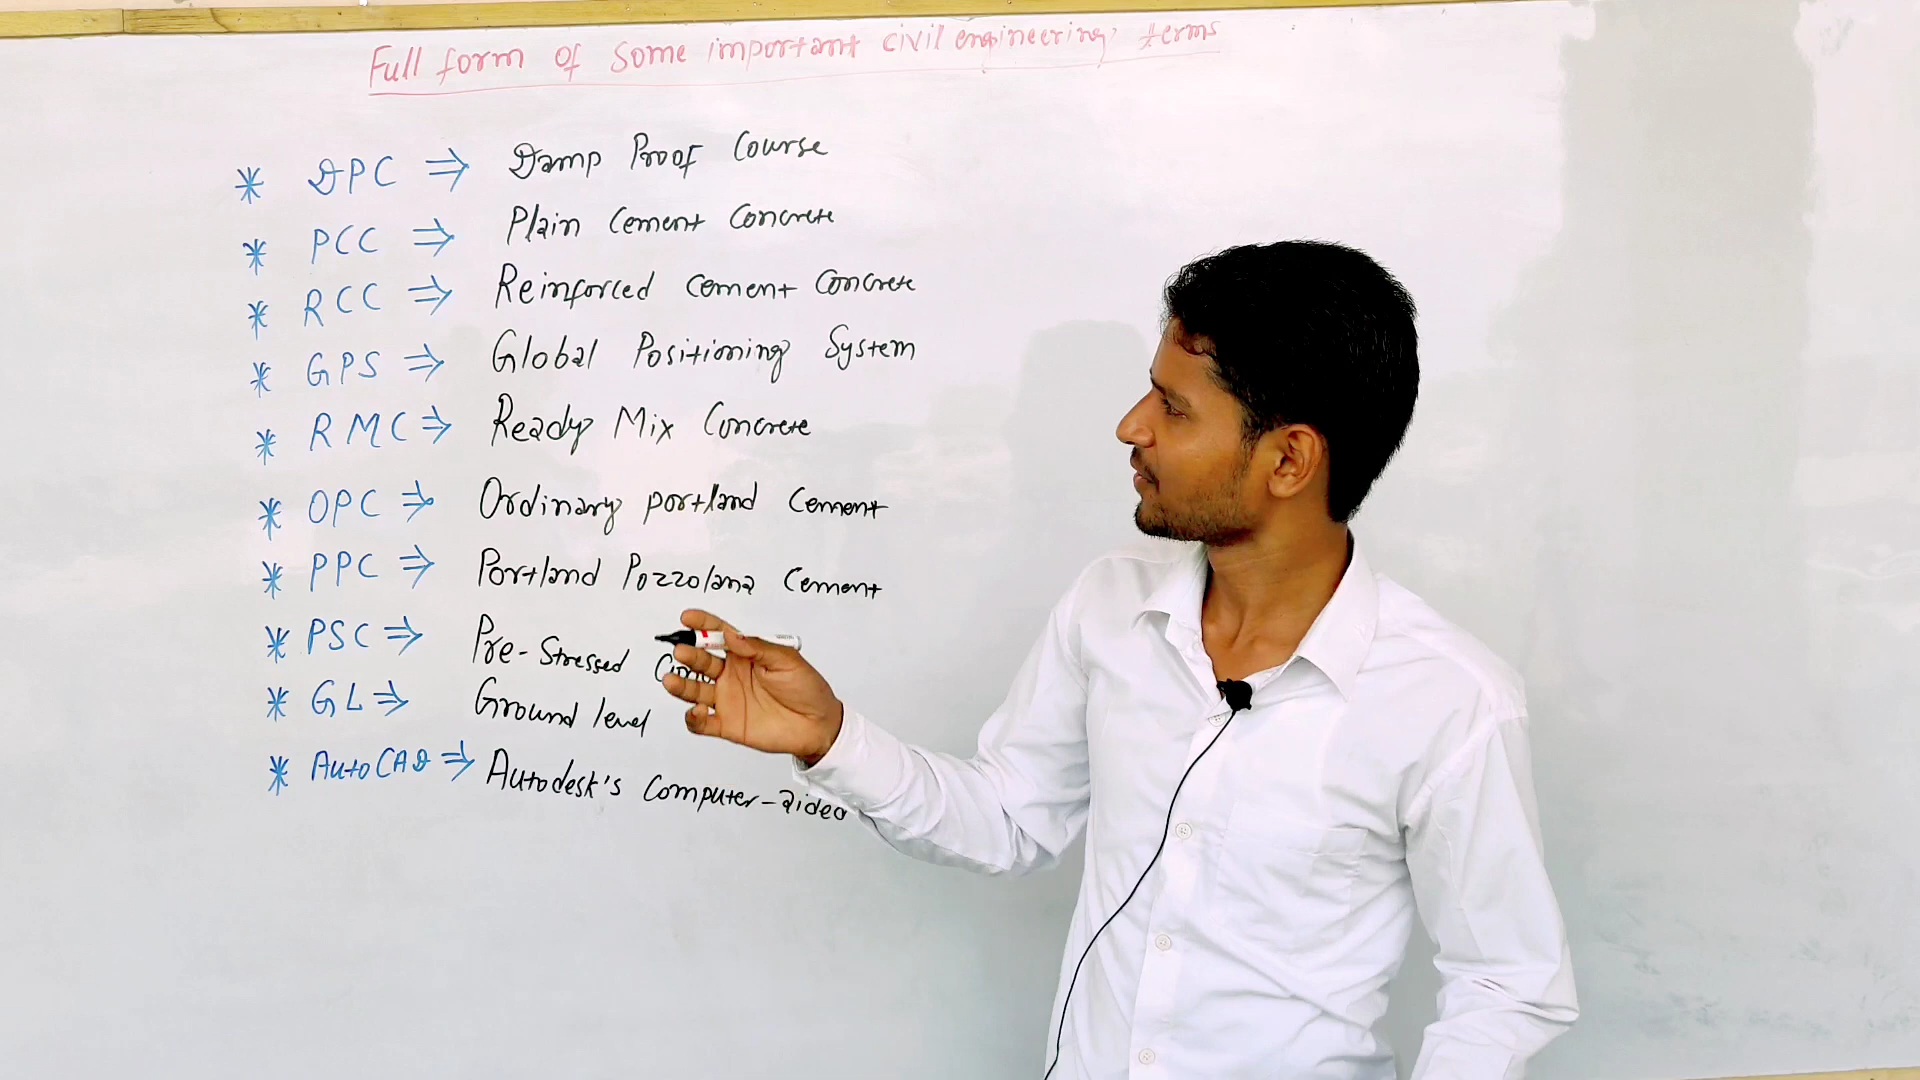 Full form of Some important civil engineering terms
* DPC ⇒ Damp Proof Course
* PCC ⇒ Plain Cement Concrete
* RCC ⇒ Reinforced Cement Concrete
* GPS ⇒ Global Positioning System
* RMC ⇒ Ready Mix Concrete
* OPC ⇒ Ordinary Portland Cement
* PPC ⇒ Portland Pozzolana Cement
* PSC ⇒ Pre-Stressed
* GL ⇒ Ground level
* AutoCAD ⇒ Autodesk's Computer-aided